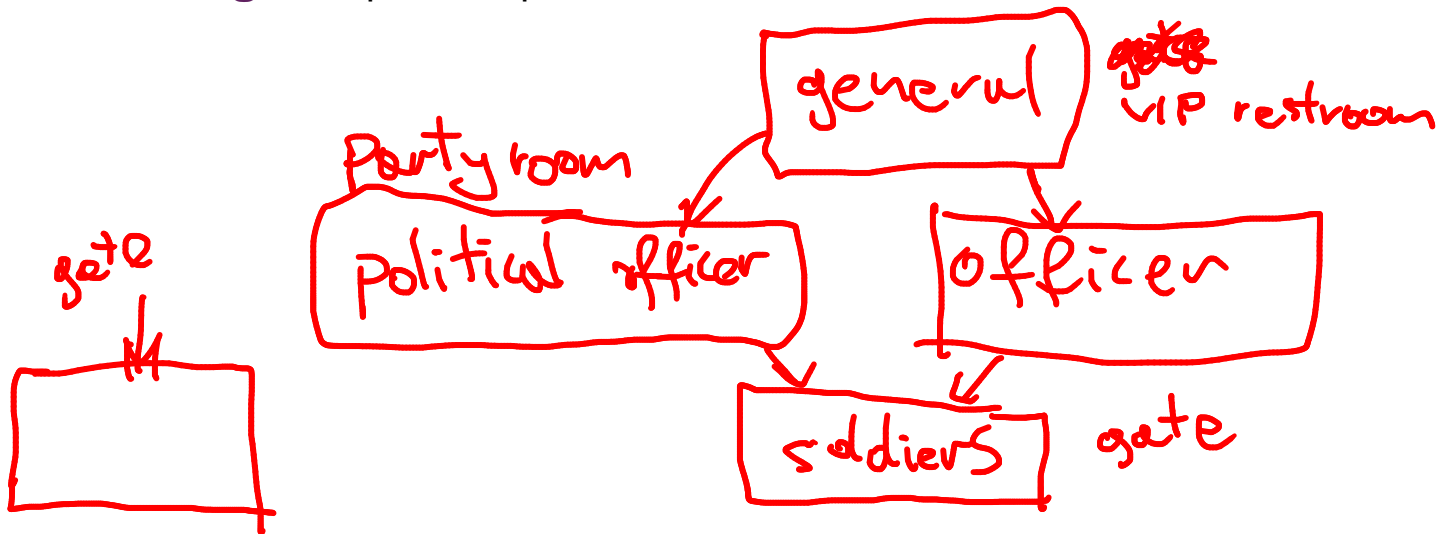 general
VIP restroom
Party room
political officer
officer
gate
soldiers
gate